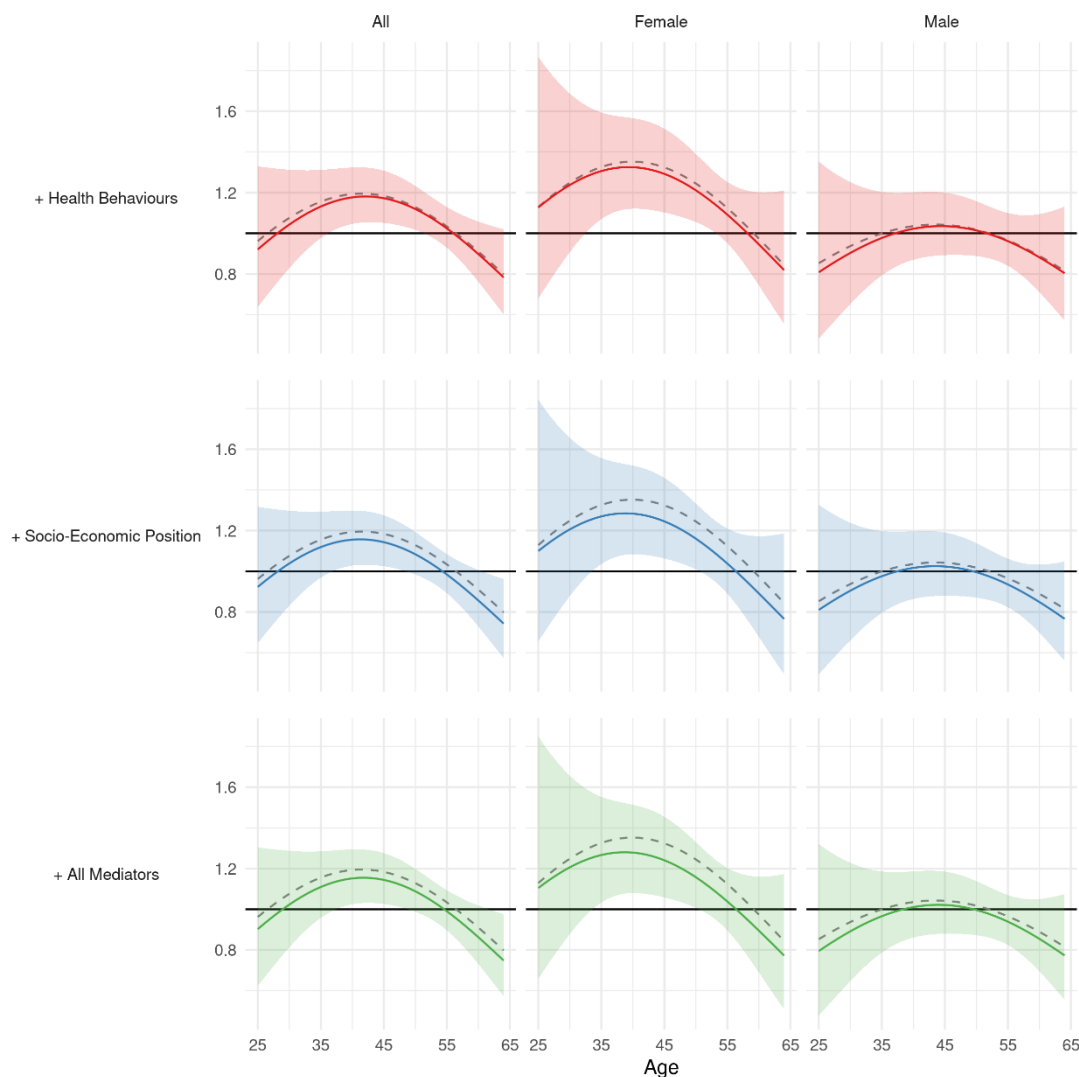 All Female Male
+ Health Behaviours
1.6
1.2
0.8
+ Socio-Economic Position
1.6
1.2
0.8
+ All Mediators
1.6
1.2
0.8
25 35 45 55 65 25 35 45 55 65 25 35 45 55 65
Age